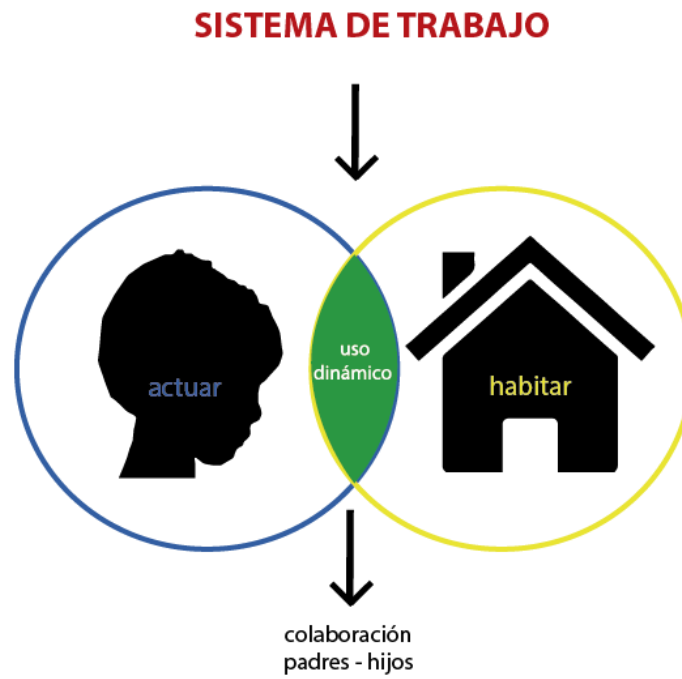 SISTEMA DE TRABAJO
actuar
uso
dinámico
habitar
colaboración
padres - hijos